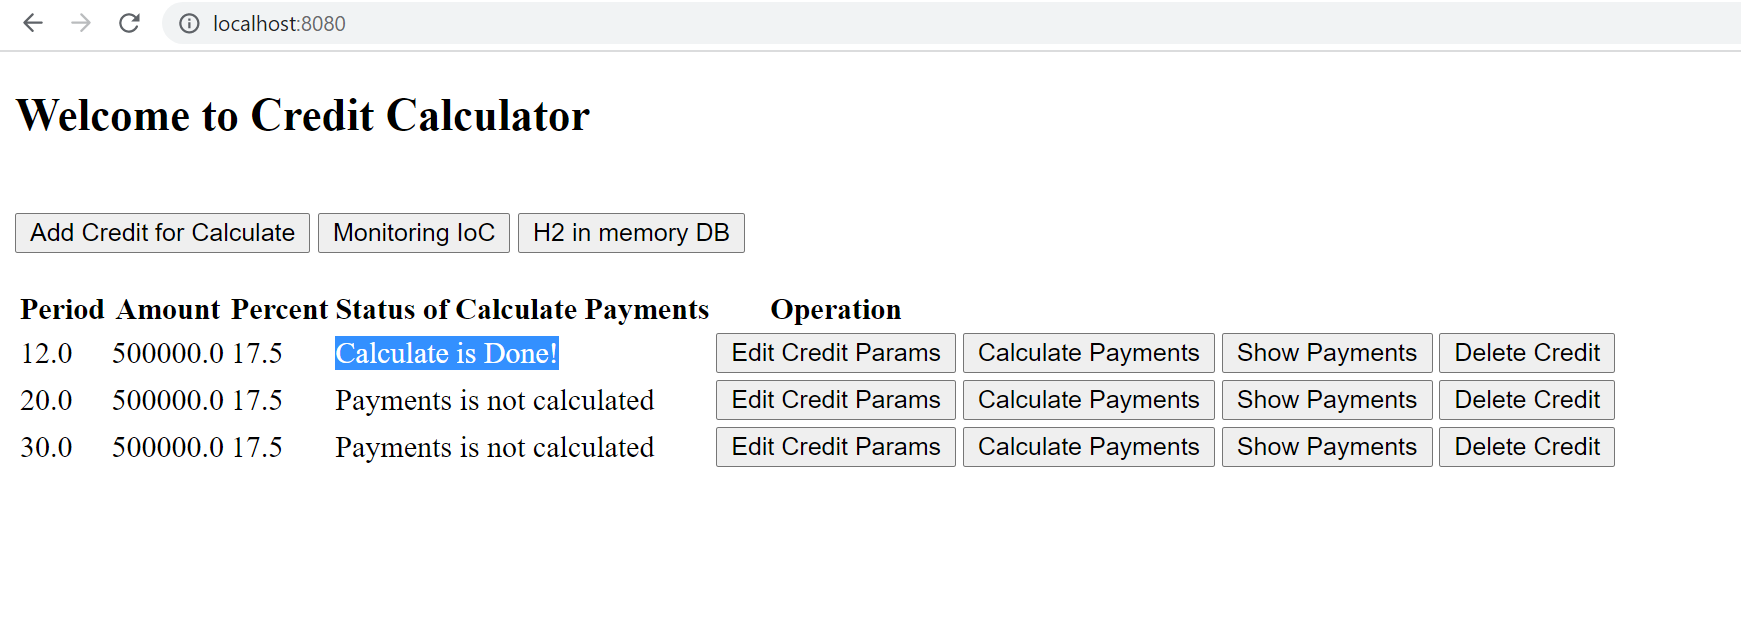 localhost:8080
Welcome to Credit Calculator
Add Credit for Calculate Monitoring IoC H2 in memory DB
Period Amount Percent Status of Calculate Payments Operation
12.0 500000.0 17.5 Calculate is Done! Edit Credit Params Calculate Payments Show Payments Delete Credit
20.0 500000.0 17.5 Payments is not calculated Edit Credit Params Calculate Payments Show Payments Delete Credit
30.0 500000.0 17.5 Payments is not calculated Edit Credit Params Calculate Payments Show Payments Delete Credit